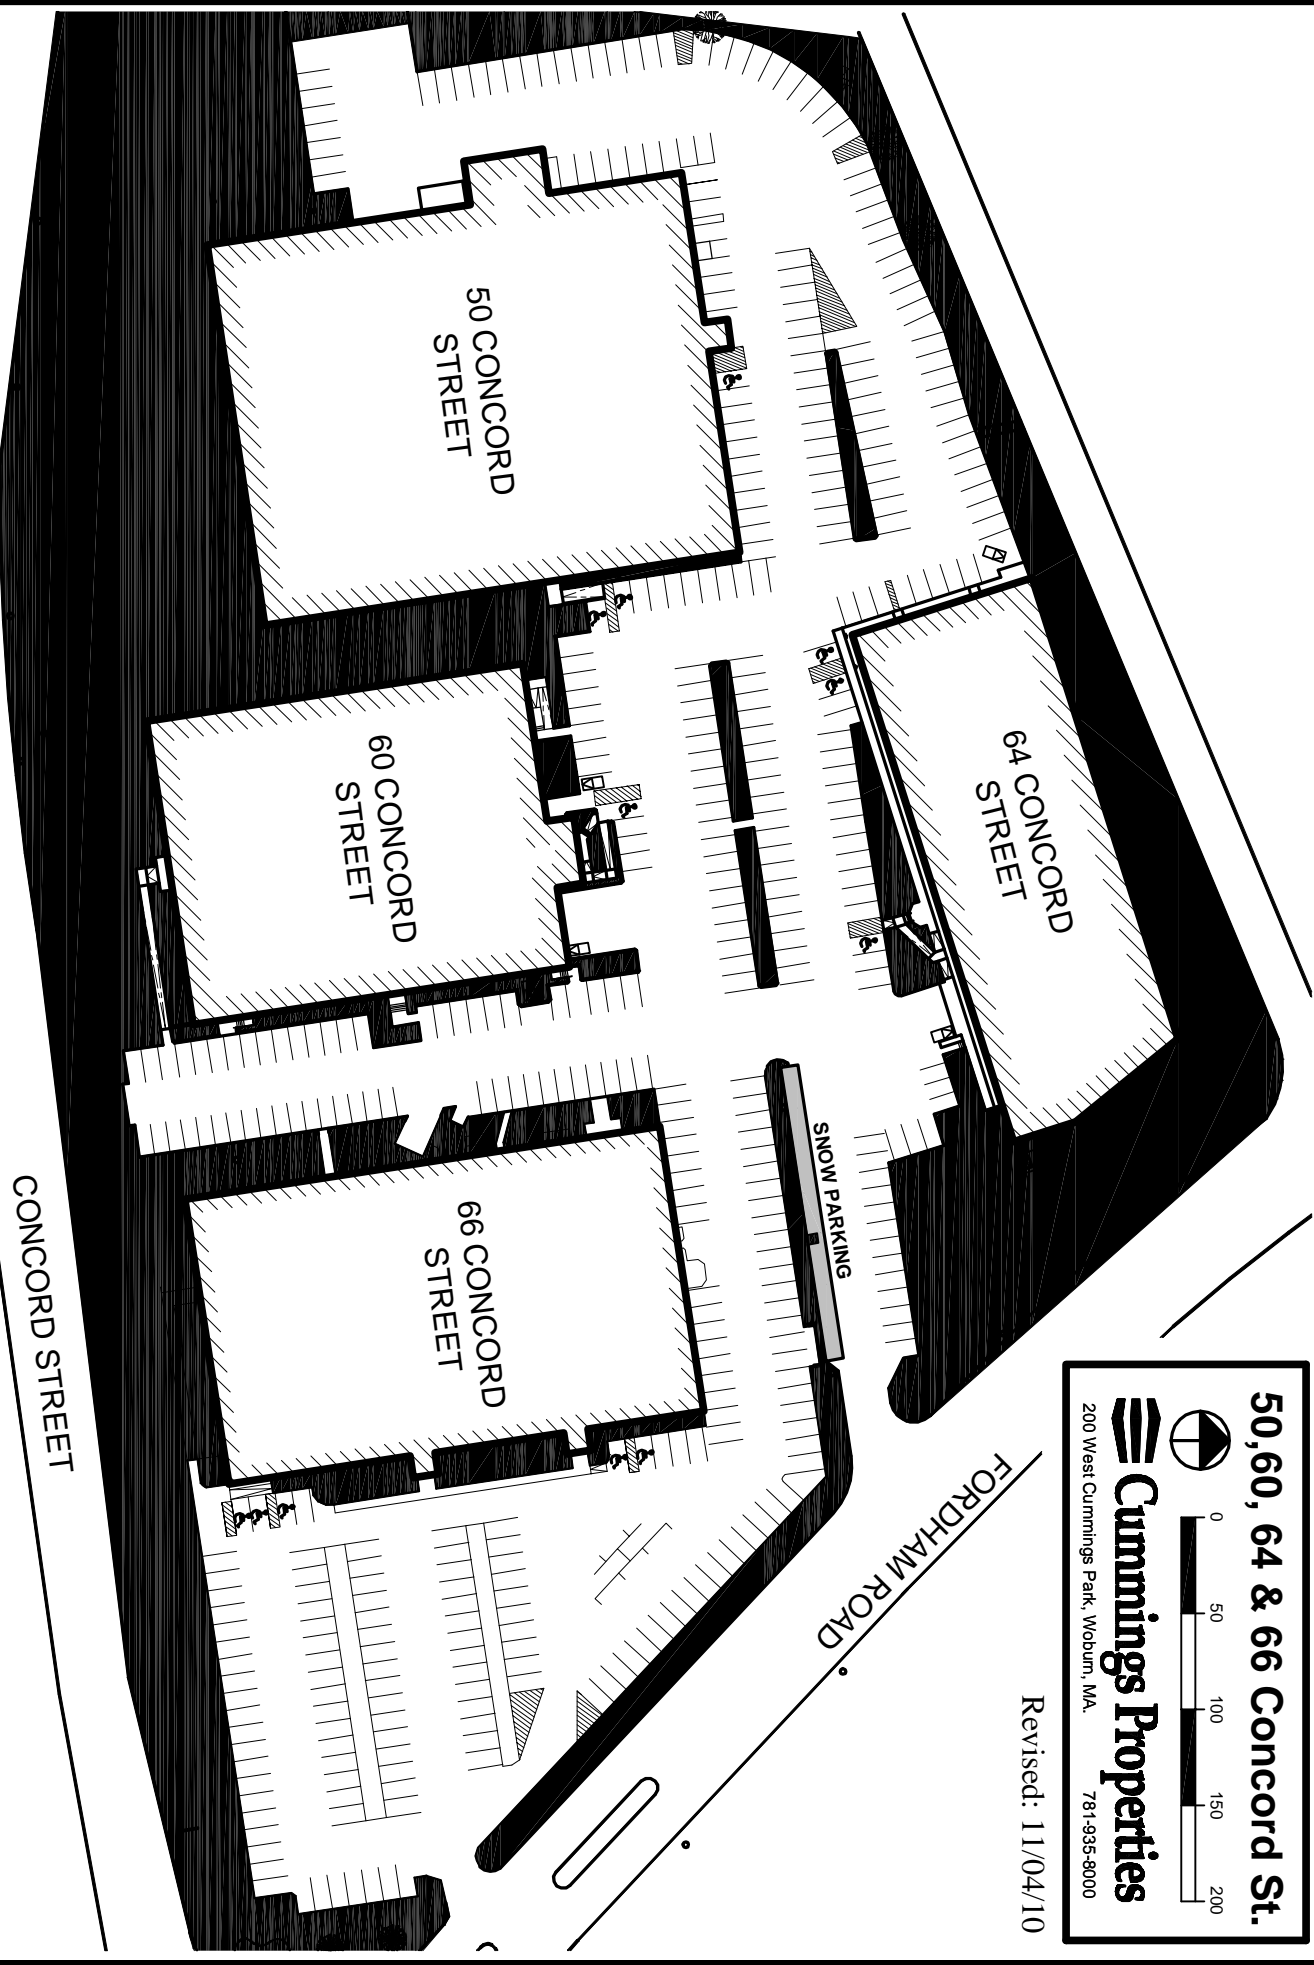 50,60, 64 & 66 Concord St.
0 50 100 150 200
Cummings Properties
200 West Cummings Park, Woburn, MA. 781-935-8000
Revised: 11/04/10
64 CONCORD
STREET
50 CONCORD
STREET
60 CONCORD
STREET
66 CONCORD
STREET
SNOW PARKING
FORDHAM ROAD
CONCORD STREET